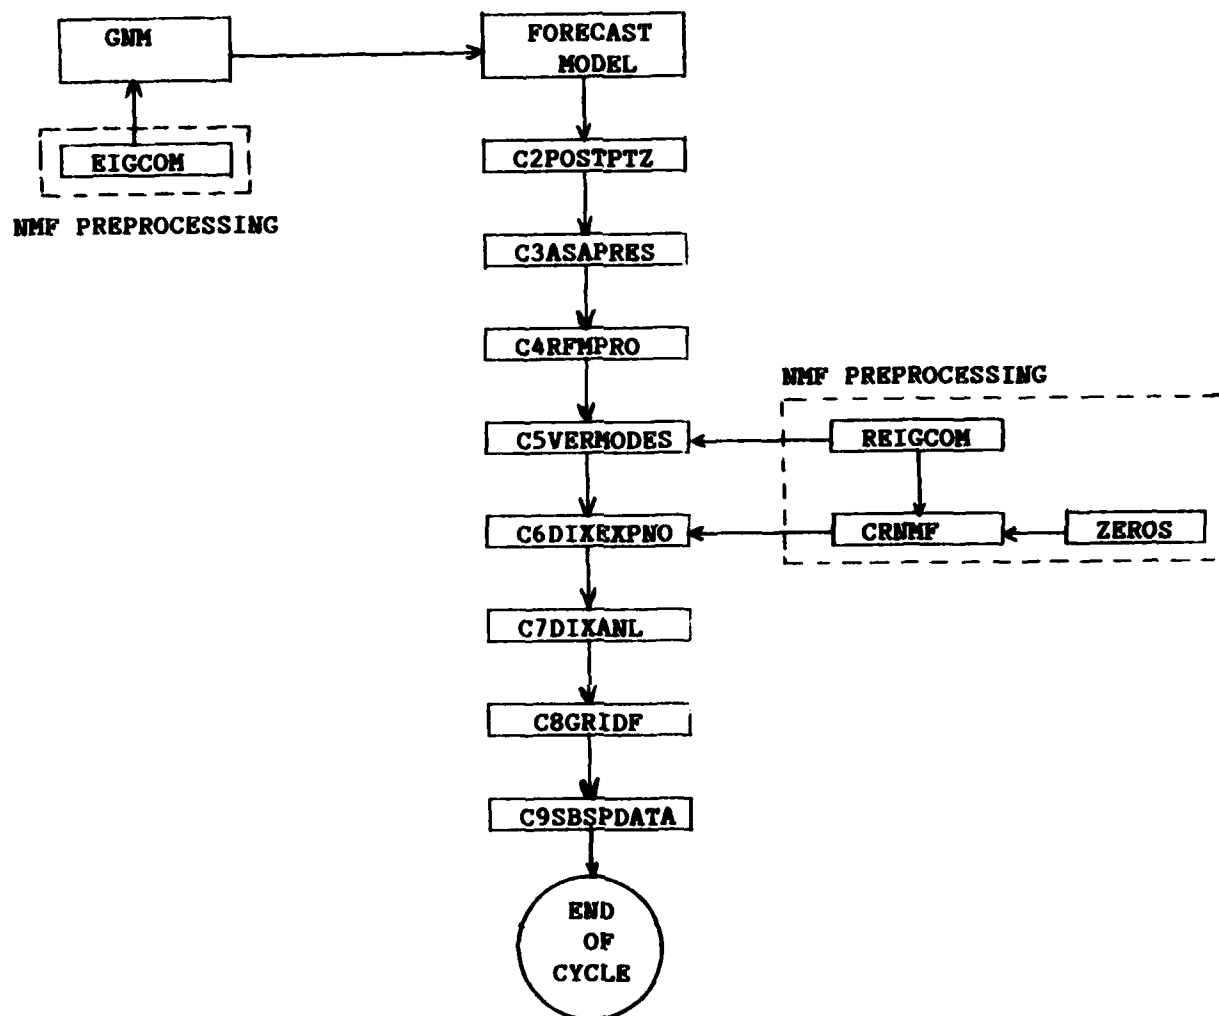 GNM
FORECAST
MODEL
EIGCOM
NMF PREPROCESSING
C2POSTPTZ
C3ASAPRES
C4RFMPRO
NMF PREPROCESSING
C5VERMODES
REIGCOM
C6DIXEXPNO
CRNMF
ZEROS
C7DIXANL
C8GRIDF
C9SBSPDATA
END
OF
CYCLE